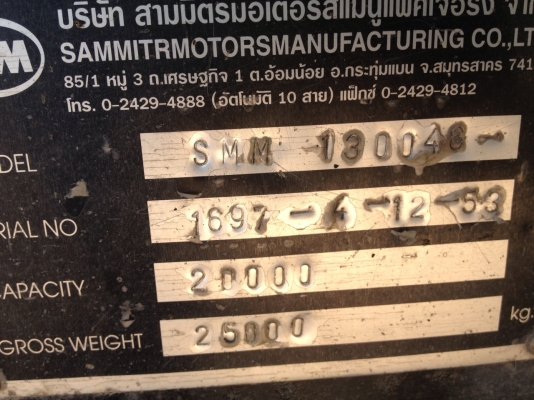 บริษัท สามมิตรมอเตอร์สแมนูแฟคเจอริ่ง จำ
SAMMITRMOTORSMANUFACTURING CO.,LT
85/1 หมู่ 3 ถ.เศรษฐกิจ 1 ต.อ้อมน้อย อ.กระทุ่มแบน จ.สมุทรสาคร 741
โทร. 0-2429-4888 (อัตโนมัติ 10 สาย) แฟ็กซ์ 0-2429-4812
DEL SMM
RIAL NO 1697-4-12-53
CAPACITY 20000
GROSS WEIGHT 25000 kg.